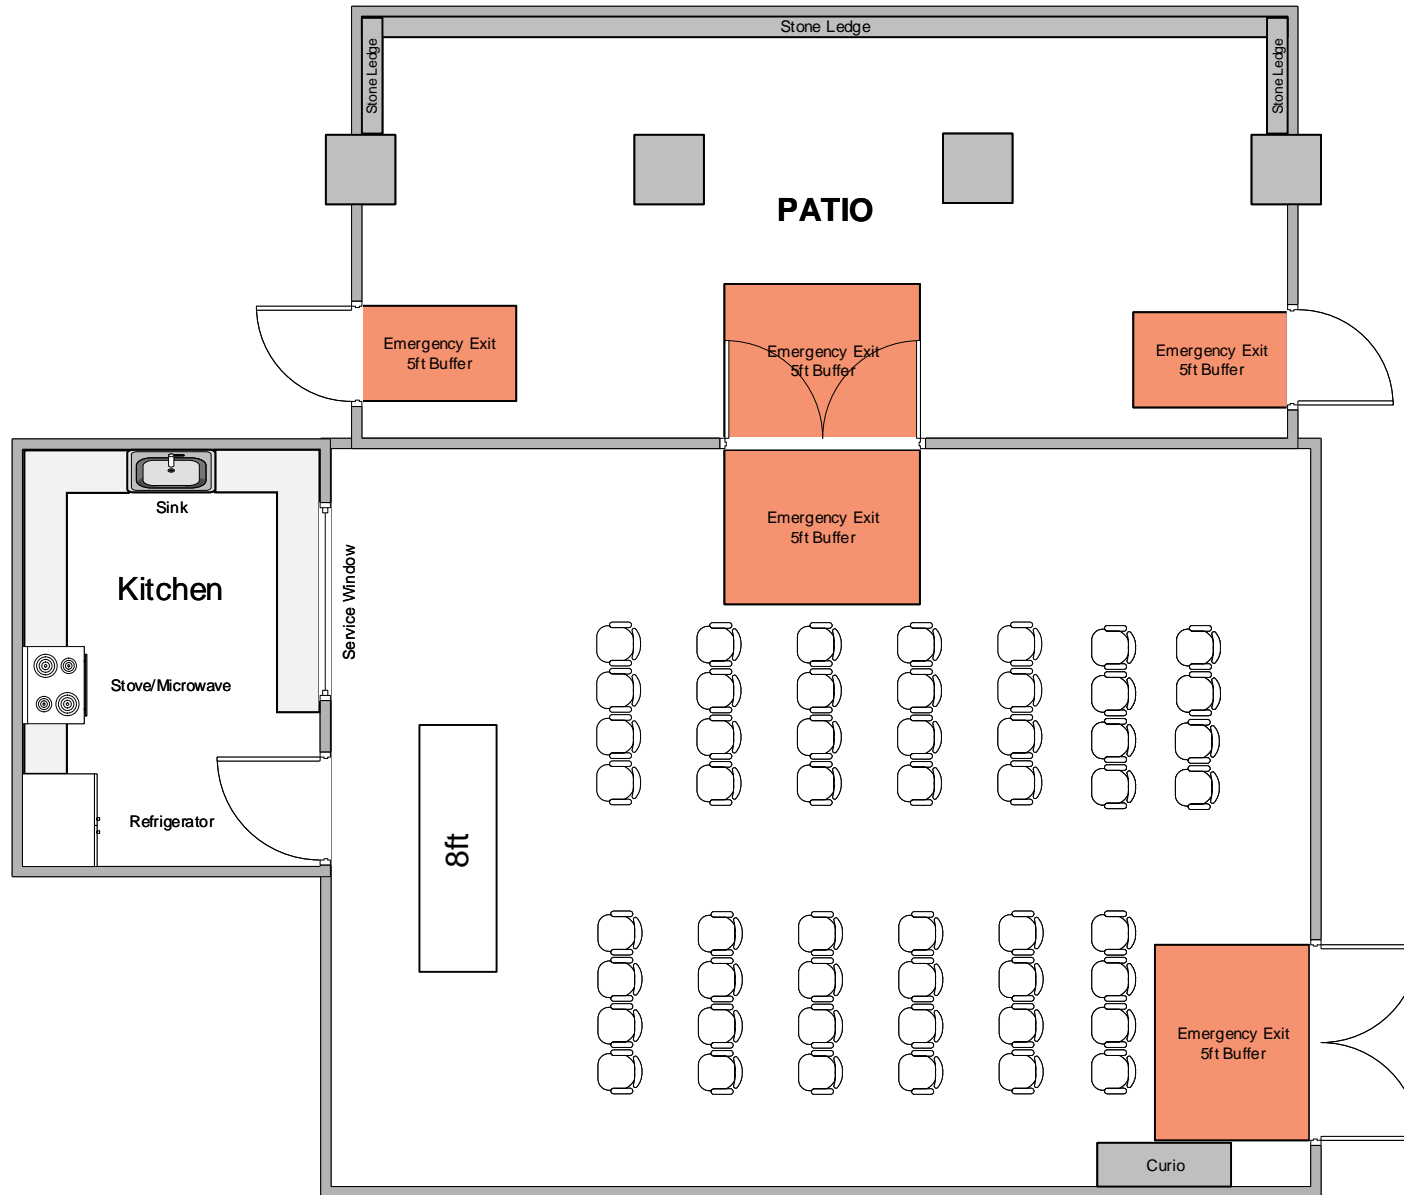 Stone Ledge
Stone Ledge
Stone Ledge
PATIO
Emergency Exit
5ft Buffer
Emergency Exit
5ft Buffer
Emergency Exit
5ft Buffer
Sink
Emergency Exit
5ft Buffer
Kitchen
Service Window
Stove/Microwave
Refrigerator
8ft
Emergency Exit
5ft Buffer
Curio